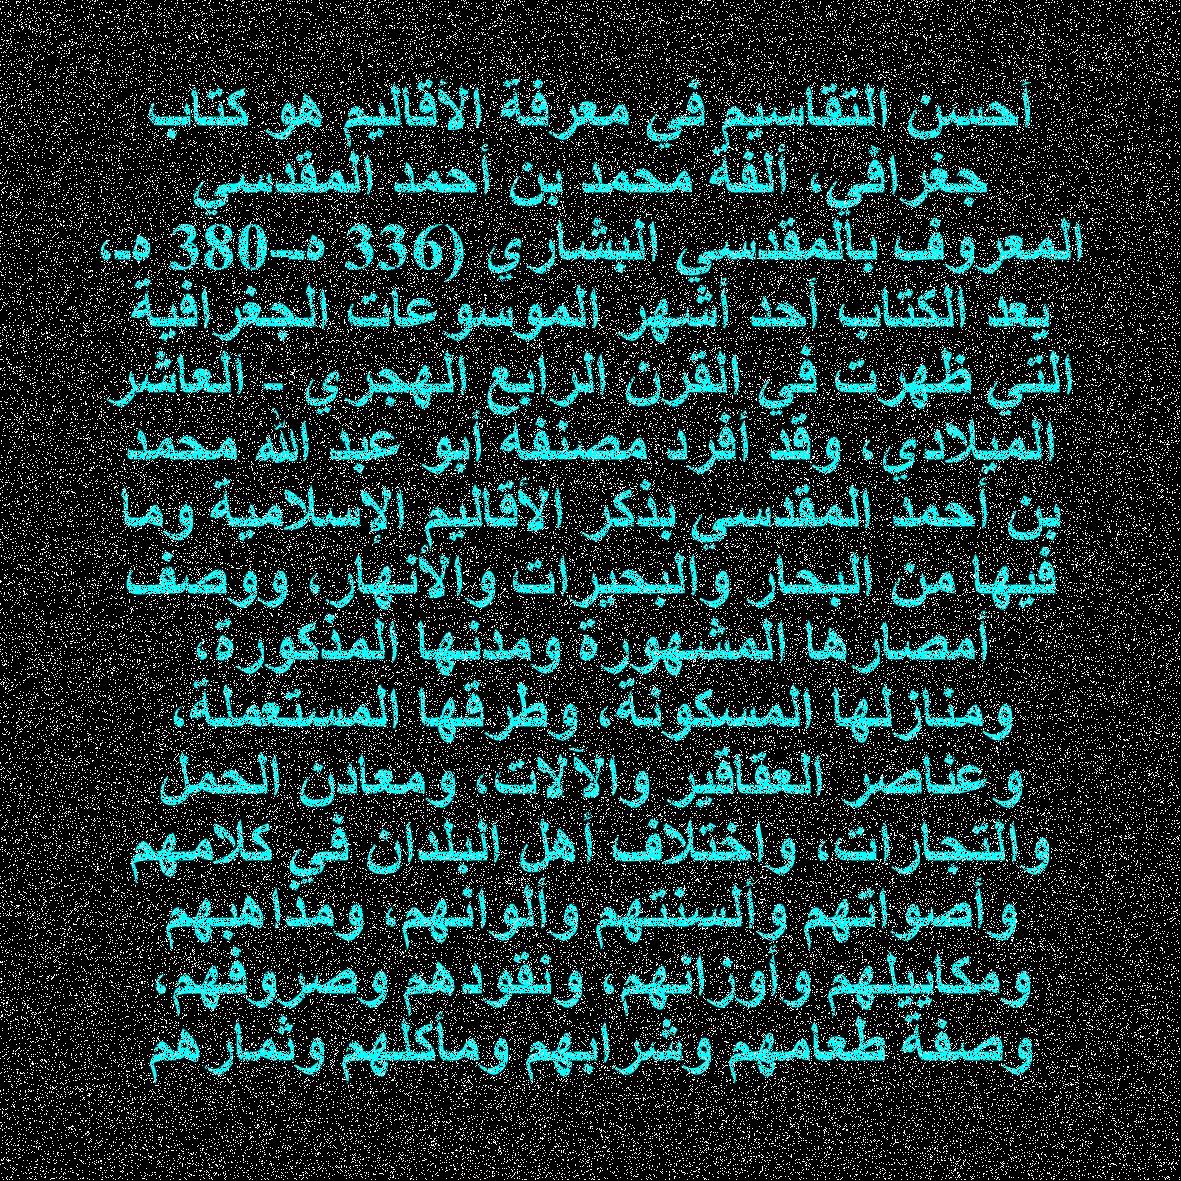 أحسن التقاسيم في معرفة الأقاليم هو كتاب
جغرافي، ألفهُ محمد بن أحمد المقدسي
المعروف بالمقدسي البشاري (336 هـ–380 هـ،
يعد الكتاب أحد أشهر الموسوعات الجغرافية
التي ظهرت في القرن الرابع الهجري - العاشر
الميلادي، وقد أفرد مصنفه أبو عبد الله محمد
بن أحمد المقدسي بذكر الأقاليم الإسلامية وما
فيها من البحار والبحيرات والأنهار، ووصف
أمصارها المشهورة ومدنها المذكورة،
ومنازلها المسكونة، وطرقها المستعملة،
وعناصر العقاقير والآلات، ومعادن الحمل
والتجارات، واختلاف أهل البلدان في كلامهم
وأصواتهم وألسنتهم وألوانهم، ومذاهبهم
ومكاييلهم وأوزانهم، ونقودهم وصروفهم،
وصفة طعامهم وشرابهم ومأكلهم وثمارهم